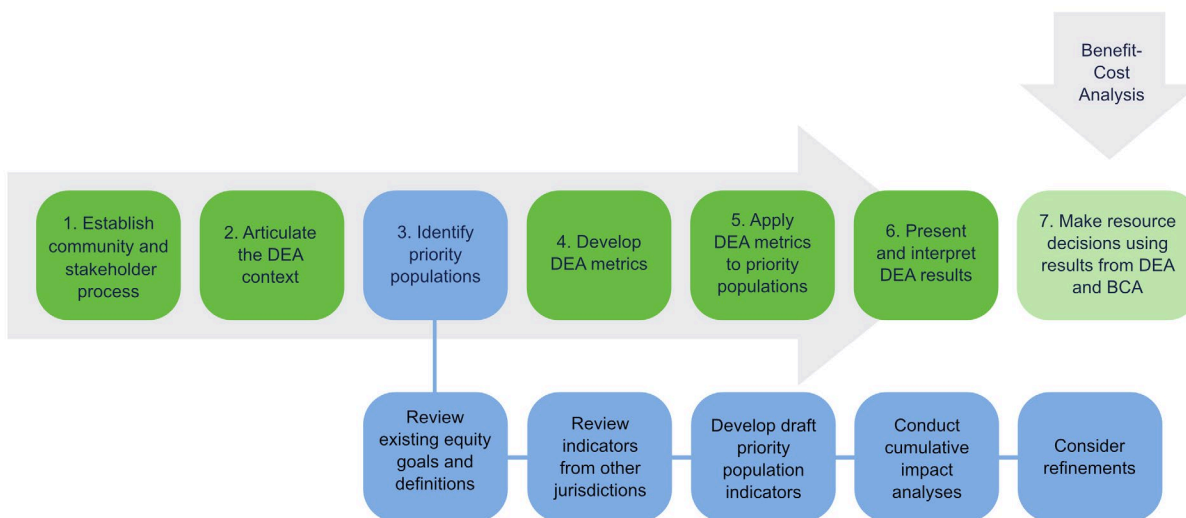 Benefit-
Cost
Analysis
1. Establish
community and
stakeholder
process
2. Articulate
the DEA
context
3. Identify
priority
populations
4. Develop
DEA metrics
5. Apply
DEA metrics
to priority
populations
6. Present
and interpret
DEA results
7. Make resource
decisions using
results from DEA
and BCA
Review
existing equity
goals and
definitions
Review
indicators
from other
jurisdictions
Develop draft
priority
population
indicators
Conduct
cumulative
impact
analyses
Consider
refinements